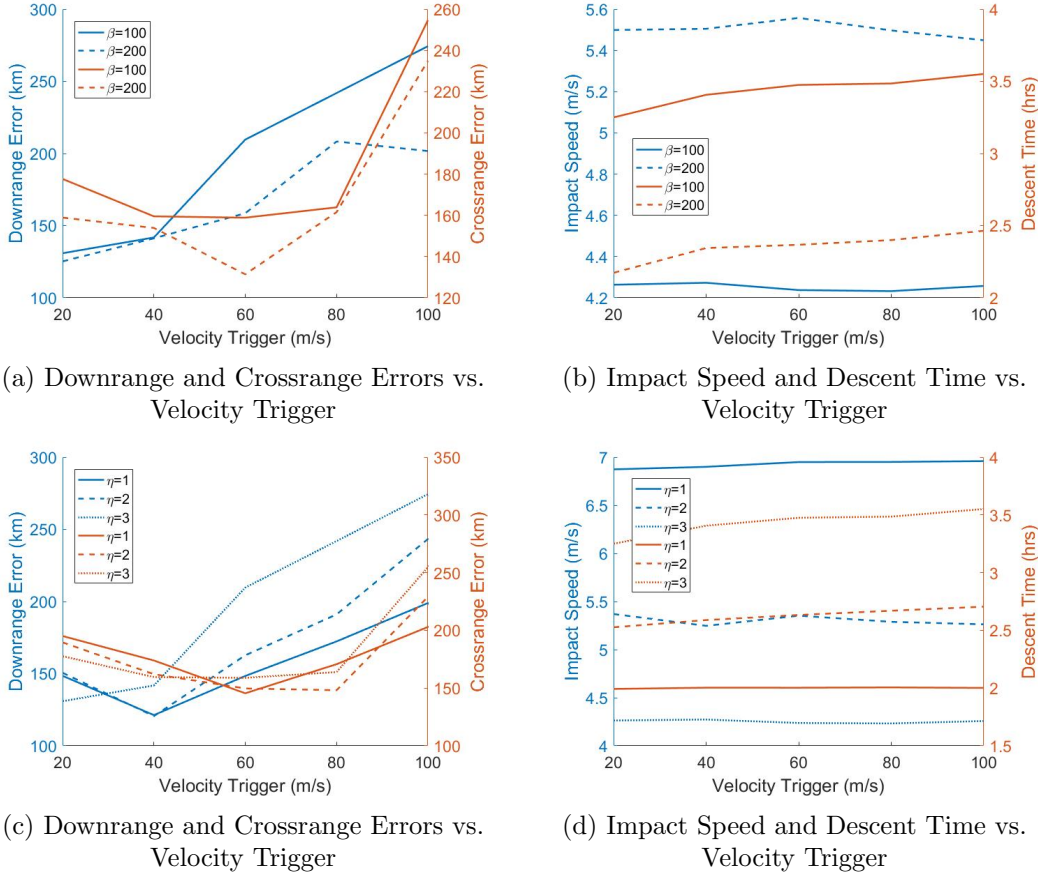 300
250
200
150
100
Downrange Error (km)
β=100
β=200
β=100
β=200
260
240
220
200
180
160
140
120
Crossrange Error (km)
20 40 60 80 100
Velocity Trigger (m/s)
(a) Downrange and Crossrange Errors vs.
Velocity Trigger
5.6
5.4
5.2
5
4.8
4.6
4.4
4.2
Impact Speed (m/s)
β=100
β=200
β=100
β=200
4
3.5
3
2.5
2
Descent Time (hrs)
20 40 60 80 100
Velocity Trigger (m/s)
(b) Impact Speed and Descent Time vs.
Velocity Trigger
300
250
200
150
100
Downrange Error (km)
η=1
η=2
η=3
η=1
η=2
η=3
350
300
250
200
150
100
Crossrange Error (km)
20 40 60 80 100
Velocity Trigger (m/s)
(c) Downrange and Crossrange Errors vs.
Velocity Trigger
7
6.5
6
5.5
5
4.5
4
Impact Speed (m/s)
η=1
η=2
η=3
η=1
η=2
η=3
4
3.5
3
2.5
2
1.5
Descent Time (hrs)
20 40 60 80 100
Velocity Trigger (m/s)
(d) Impact Speed and Descent Time vs.
Velocity Trigger